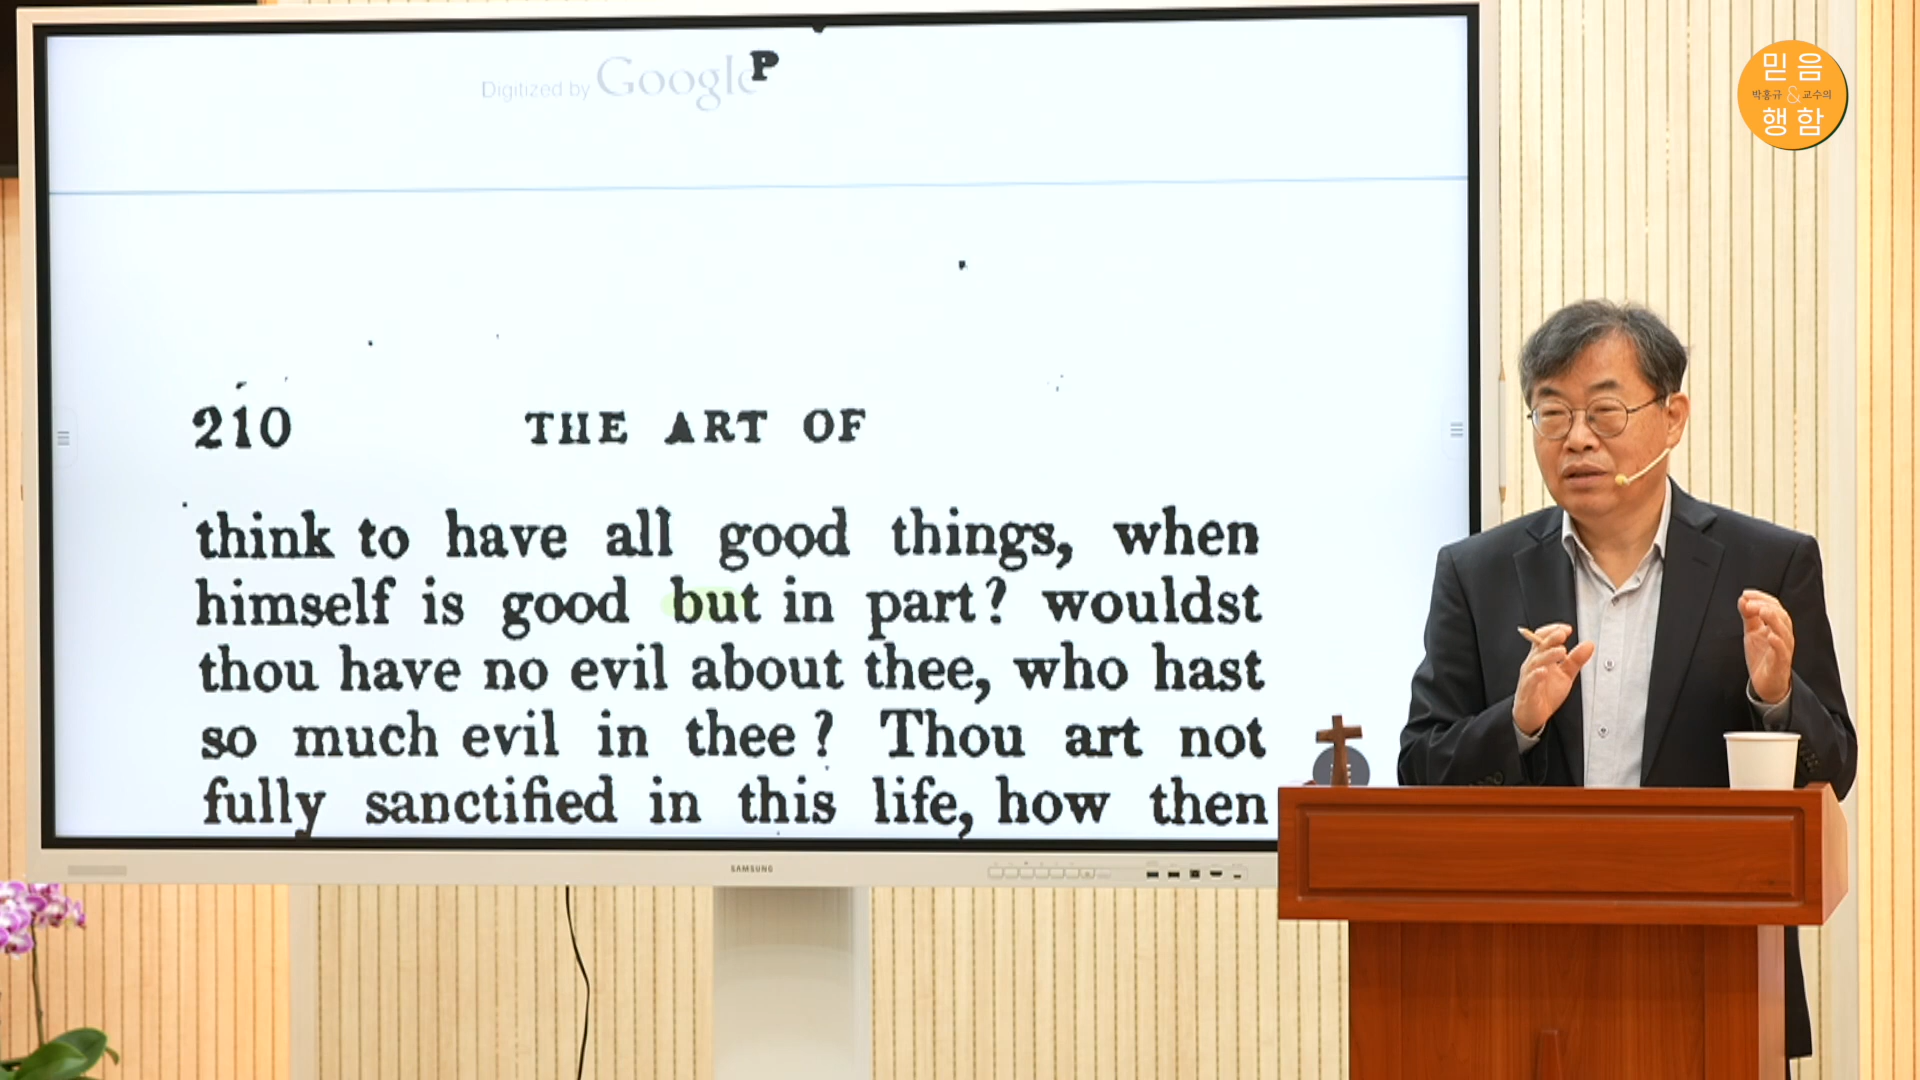 Digitized by Google
P
210 THE ART OF
think to have all good things, when
himself is good but in part? wouldst
thou have no evil about thee, who hast
so much evil in thee? Thou art not
fully sanctified in this life, how then
SAMSUNG
믿음
박홍규 & 교수의
행함